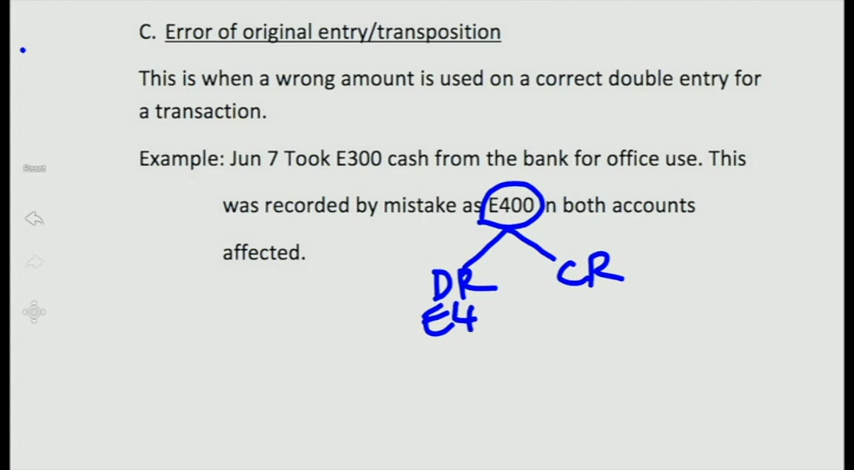 C. Error of original entry/transposition
This is when a wrong amount is used on a correct double entry for
a transaction.
Example: Jun 7 Took E300 cash from the bank for office use. This
was recorded by mistake as E400 in both accounts
affected.
DR CR
E4
Reset